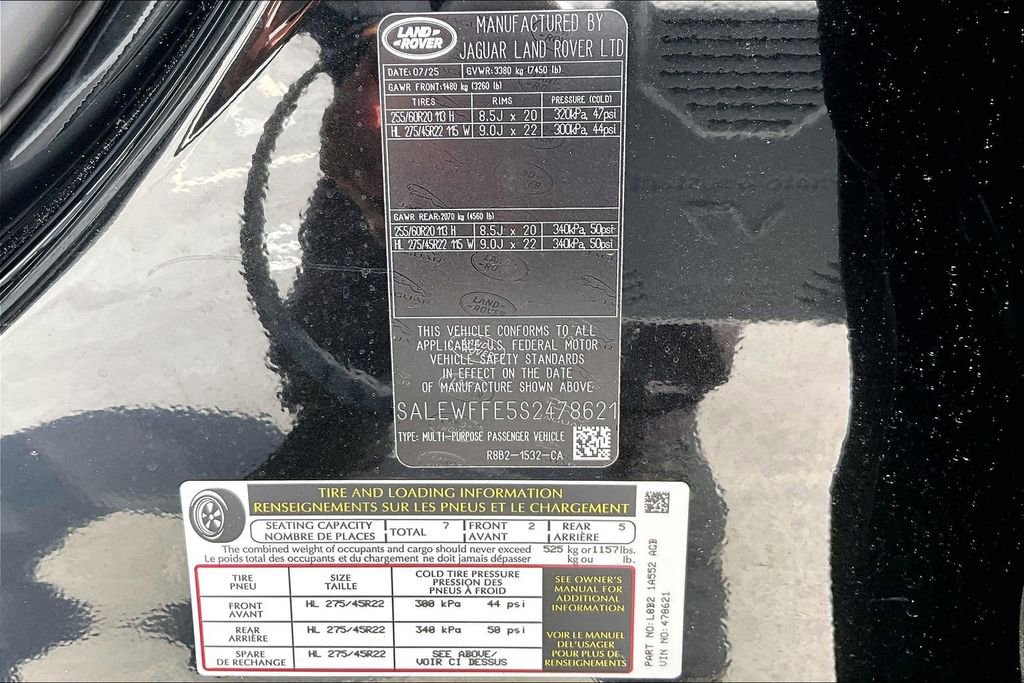 LAND ROVER
MANUFACTURED BY
JAGUAR LAND ROVER LTD
DATE: 07/25 GVWR: 3380 kg (7450 lb)
GAWR FRONT: 1480 kg (3260 lb)
TIRES RIMS PRESSURE (COLD)
255/60R20 113 H 8.5J x 20 320kPa, 47psi
HL 275/45R22 115 W 9.0J x 22 300kPa, 44psi
GAWR REAR: 2070 kg (4560 lb)
255/60R20 113 H 8.5J x 20 340kPa, 50psi
HL 275/45R22 115 W 9.0J x 22 340kPa, 50psi
THIS VEHICLE CONFORMS TO ALL
APPLICABLE U.S. FEDERAL MOTOR
VEHICLE SAFETY STANDARDS
IN EFFECT ON THE DATE
OF MANUFACTURE SHOWN ABOVE
SALEWFFE5S2478621
TYPE: MULTI-PURPOSE PASSENGER VEHICLE
R8B2-1532-CA
TIRE AND LOADING INFORMATION
RENSEIGNEMENTS SUR LES PNEUS ET LE CHARGEMENT
SEATING CAPACITY
NOMBRE DE PLACES
TOTAL 7
FRONT 2
AVANT
REAR 5
ARRIÈRE
The combined weight of occupants and cargo should never exceed 525 kg or 1157 lbs.
Le poids total des occupants et du chargement ne doit jamais dépasser kg ou lb.
TIRE
PNEU
SIZE
TAILLE
COLD TIRE PRESSURE
PRESSION DES
PNEUS À FROID
FRONT
AVANT
HL 275/45R22 300 kPa 44 psi
REAR
ARRIÈRE
HL 275/45R22 340 kPa 50 psi
SPARE
DE RECHANGE
HL 275/45R22
SEE ABOVE/
VOIR CI DESSUS
SEE OWNER'S
MANUAL FOR
ADDITIONAL
INFORMATION
VOIR LE MANUEL
DEL'USAGER
POUR PLUS DE
RENSEIGNEMENTS
PART NO: L8B2 1A552 AGB
VIN NO: 478621